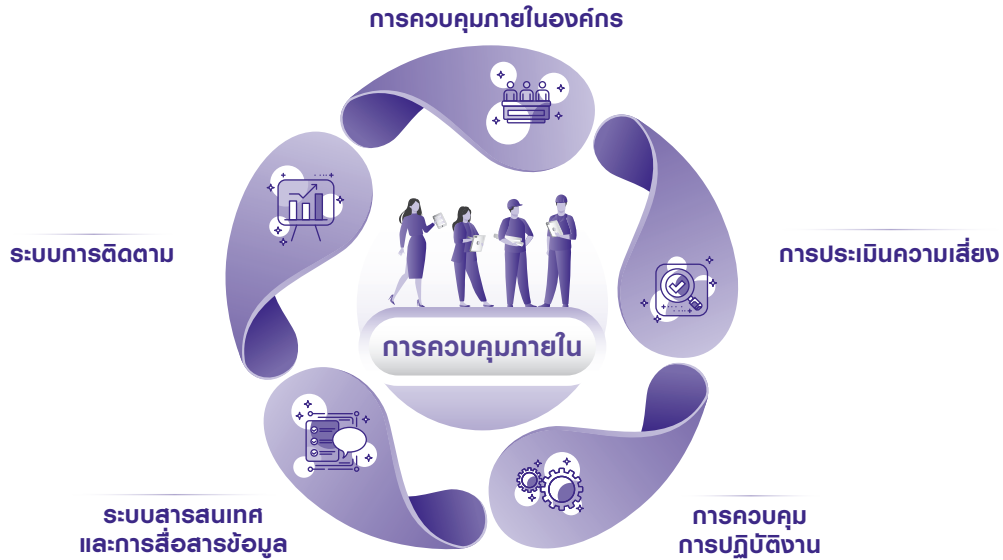 การควบคุมภายในองค์กร
ระบบการติดตาม
การประเมินความเสี่ยง
การควบคุมภายใน
ระบบสารสนเทศ
และการสื่อสารข้อมูล
การควบคุม
การปฏิบัติงาน